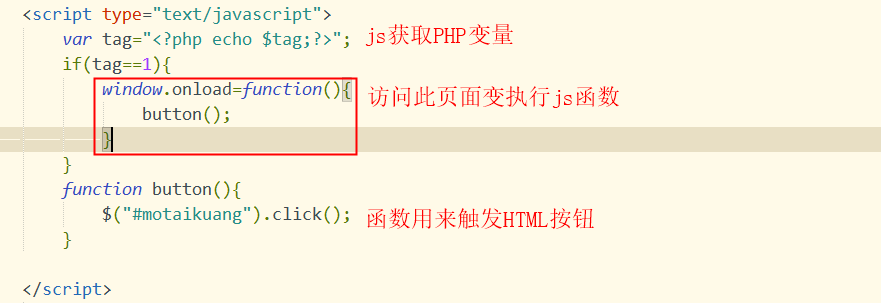 <script type="text/javascript">
var tag="<?php echo $tag;?>"; js获取PHP变量
if(tag==1){
window.onload=function(){ 访问此页面变执行js函数
button();
}
}
function button(){
$("#motaikuang").click(); 函数用来触发HTML按钮
}
</script>